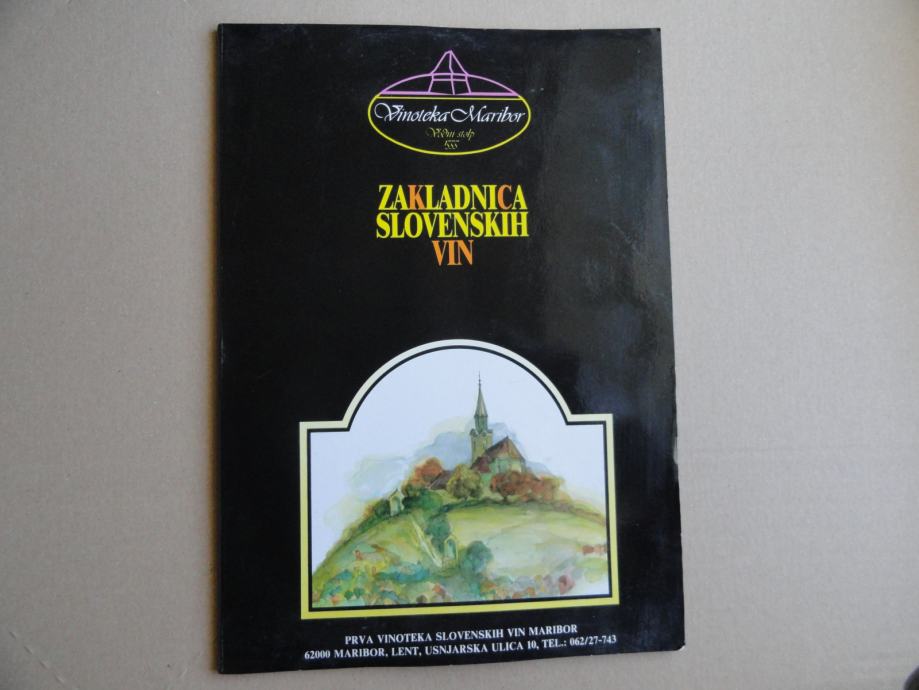 Vinoteka Maribor
Vodni stolp
1555
ZAKLADNICA
SLOVENSKIH
VIN
PRVA VINOTEKA SLOVENSKIH VIN MARIBOR
62000 MARIBOR, LENT, USNJARSKA ULICA 10, TEL.: 062/27-743